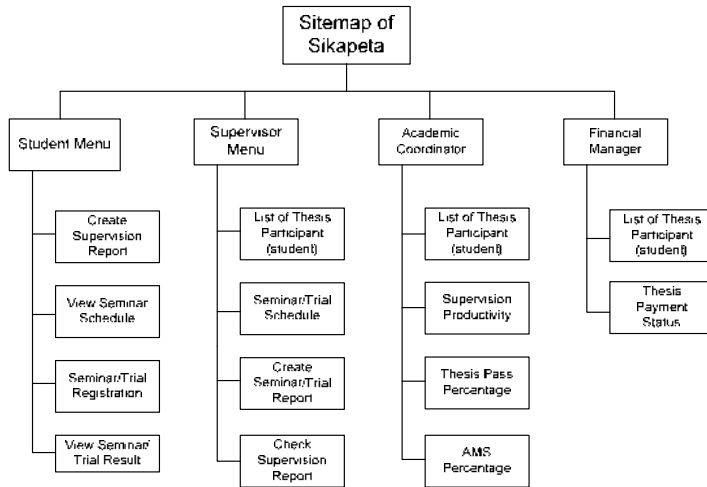 Sitemap of
Sikapeta
Student Menu
Supervisor
Menu
Academic
Coordinator
Financial
Manager
Create
Supervision
Report
View Seminar
Schedule
Seminar/Trial
Registration
View Seminar/
Trial Result
List of Thesis
Participant
(student)
Seminar/Trial
Schedule
Create
Seminar/Trial
Report
Check
Supervision
Report
List of Thesis
Participant
(student)
Supervision
Productivity
Thesis Pass
Percentage
AMS
Percentage
List of Thesis
Participant
(student)
Thesis
Payment
Status